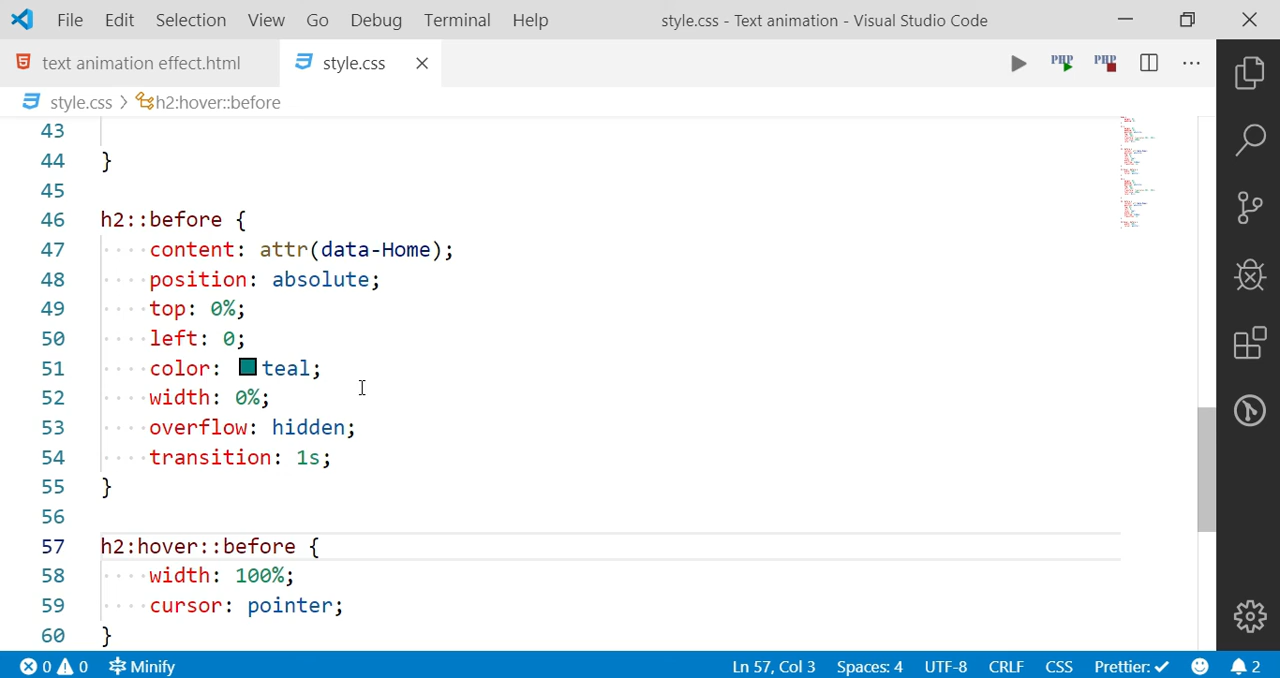 File Edit Selection View Go Debug Terminal Help style.css - Text animation - Visual Studio Code
text animation effect.html style.css PHP PHP
style.css > h2:hover::before
43
44 }
45
46 h2::before {
47 ····content: attr(data-Home);
48 ····position: absolute;
49 ····top: 0%;
50 ····left: 0;
51 ····color: teal;
52 ····width: 0%;
53 ····overflow: hidden;
54 ····transition: 1s;
55 }
56
57 h2:hover::before {
58 ····width: 100%;
59 ····cursor: pointer;
60 }
0 0 Minify Ln 57, Col 3 Spaces: 4 UTF-8 CRLF CSS Prettier: ✓ 2